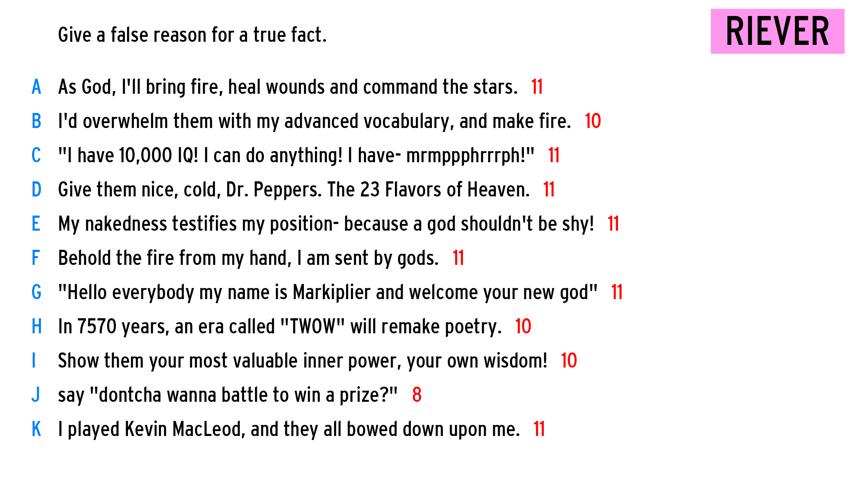 Give a false reason for a true fact.
RIEVER
A As God, I'll bring fire, heal wounds and command the stars. 11
B I'd overwhelm them with my advanced vocabulary, and make fire. 10
C "I have 10,000 IQ! I can do anything! I have- mrmppphrrrph!" 11
D Give them nice, cold, Dr. Peppers. The 23 Flavors of Heaven. 11
E My nakedness testifies my position- because a god shouldn't be shy! 11
F Behold the fire from my hand, I am sent by gods. 11
G "Hello everybody my name is Markiplier and welcome your new god" 11
H In 7570 years, an era called "TWOW" will remake poetry. 10
I Show them your most valuable inner power, your own wisdom! 10
J say "dontcha wanna battle to win a prize?" 8
K I played Kevin MacLeod, and they all bowed down upon me. 11